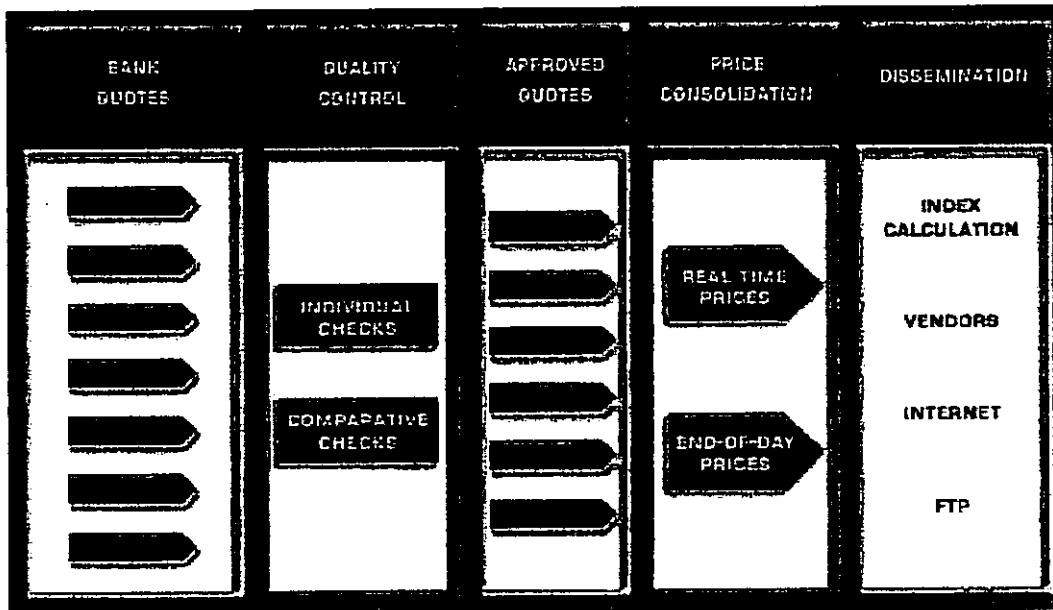 BANK
QUOTES
QUALITY
CONTROL
APPROVED
QUOTES
PRICE
CONSOLIDATION
DISSEMINATION
INDIVIDUAL
CHECKS
COMPARATIVE
CHECKS
REAL TIME
PRICES
END-OF-DAY
PRICES
INDEX
CALCULATION
VENDORS
INTERNET
FTP